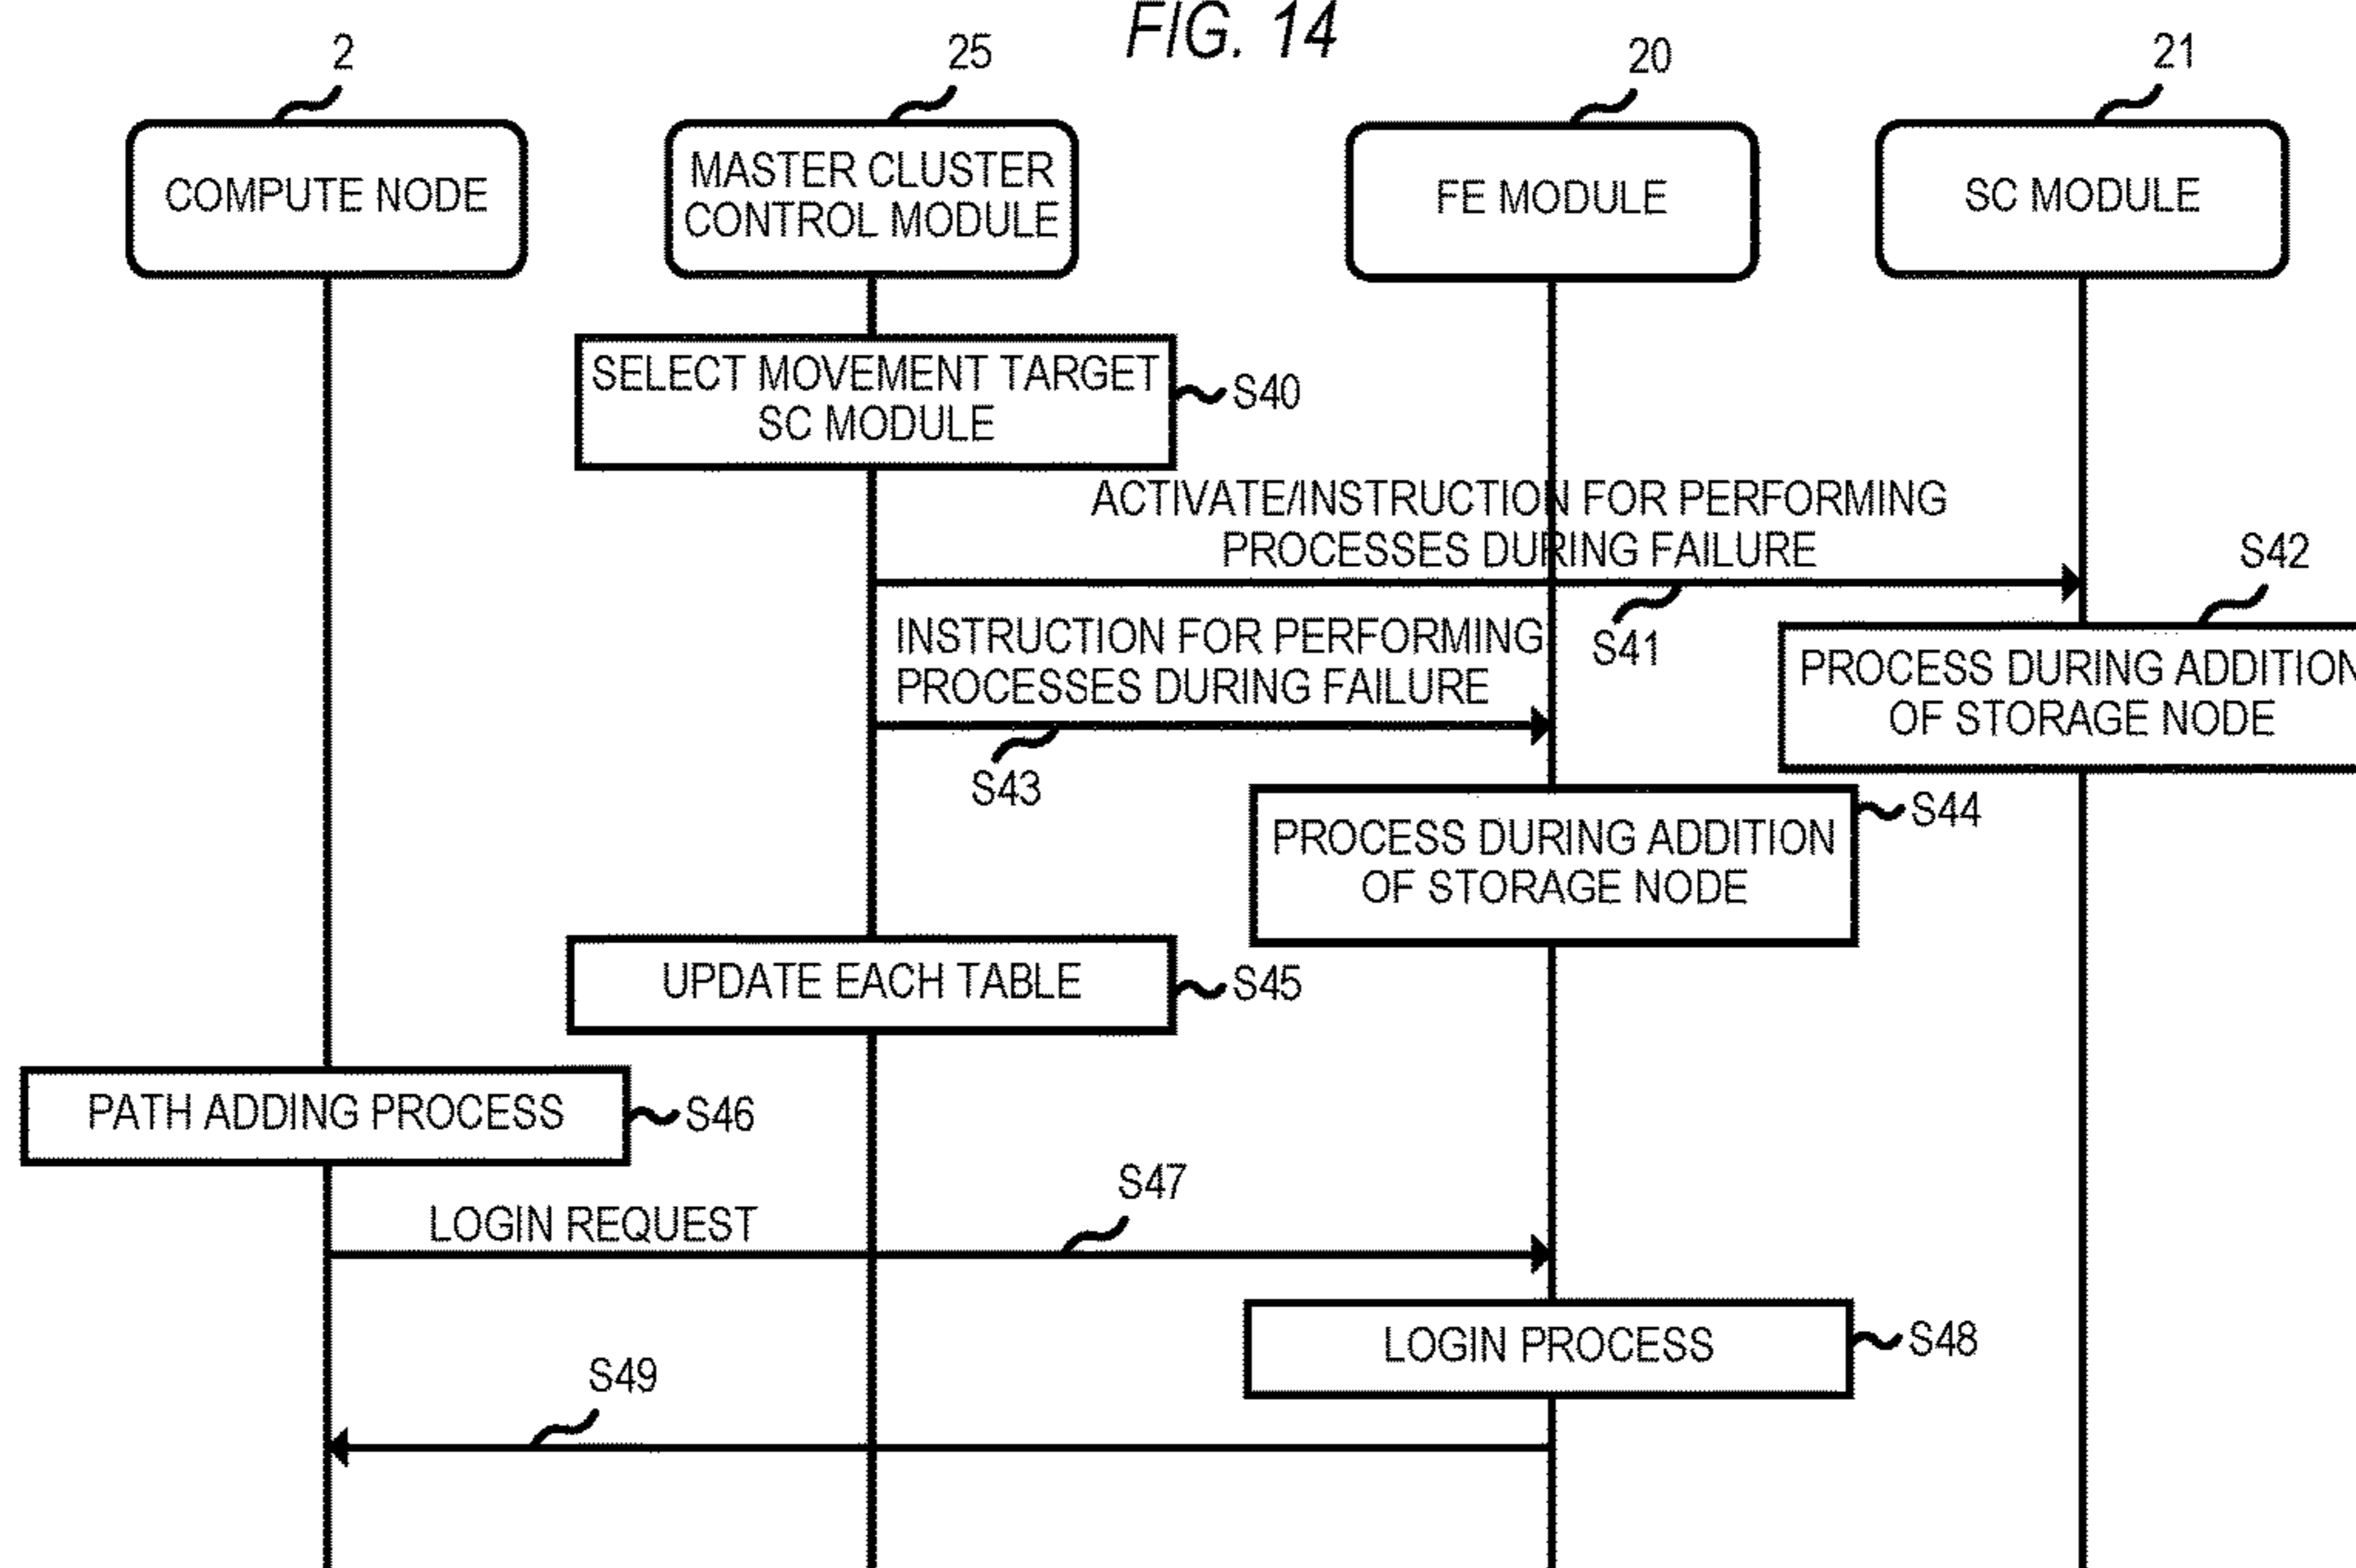 FIG. 14
2
25
20
21
COMPUTE NODE
MASTER CLUSTER
CONTROL MODULE
FE MODULE
SC MODULE
SELECT MOVEMENT TARGET
SC MODULE
S40
ACTIVATE/INSTRUCTION FOR PERFORMING
PROCESSES DURING FAILURE
S41
S42
PROCESS DURING ADDITION
OF STORAGE NODE
INSTRUCTION FOR PERFORMING
PROCESSES DURING FAILURE
S43
PROCESS DURING ADDITION
OF STORAGE NODE
S44
UPDATE EACH TABLE
S45
PATH ADDING PROCESS
S46
LOGIN REQUEST
S47
LOGIN PROCESS
S48
S49